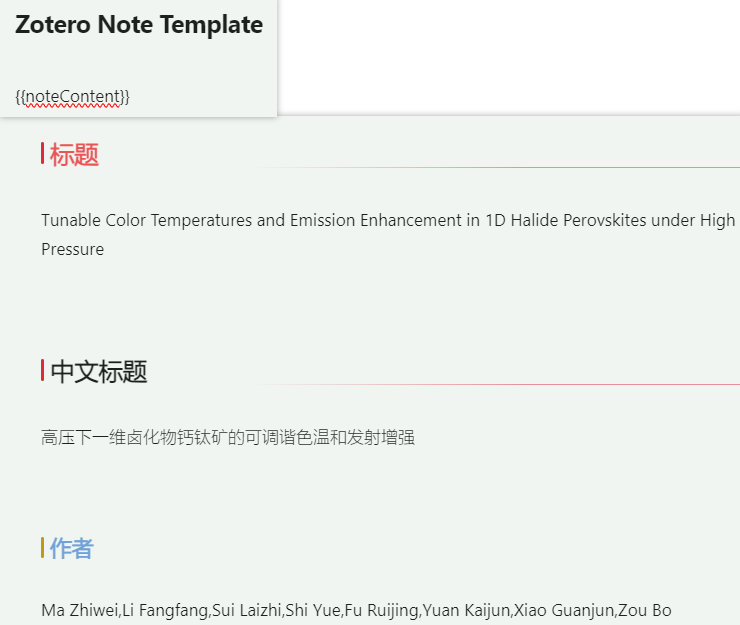 Zotero Note Template
{{noteContent}}
标题
Tunable Color Temperatures and Emission Enhancement in 1D Halide Perovskites under High
Pressure
中文标题
高压下一维卤化物钙钛矿的可调谐色温和发射增强
作者
Ma Zhiwei,Li Fangfang,Sui Laizhi,Shi Yue,Fu Ruijing,Yuan Kaijun,Xiao Guanjun,Zou Bo